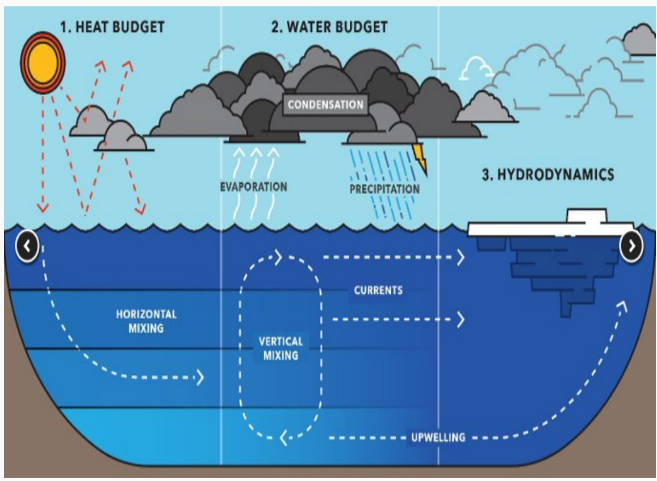 1. HEAT BUDGET
2. WATER BUDGET
CONDENSATION
EVAPORATION
PRECIPITATION
3. HYDRODYNAMICS
CURRENTS
HORIZONTAL
MIXING
VERTICAL
MIXING
UPWELLING